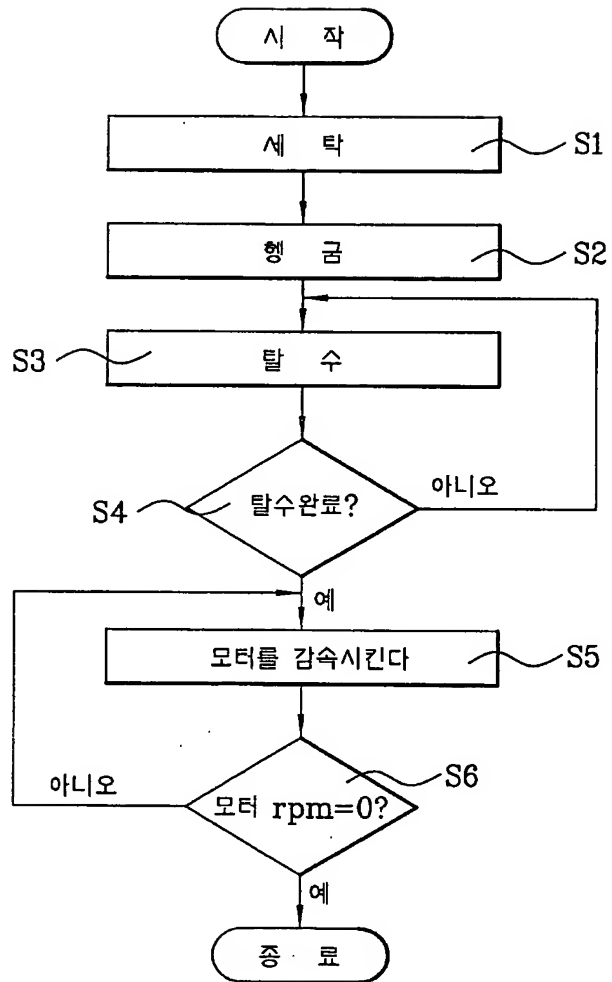 시 작
세 탁 S1
헹 굼 S2
S3 탈 수
S4 탈수완료? 아니오
예
모터를 감속시킨다 S5
아니오 모터 rpm=0? S6
예
종 료